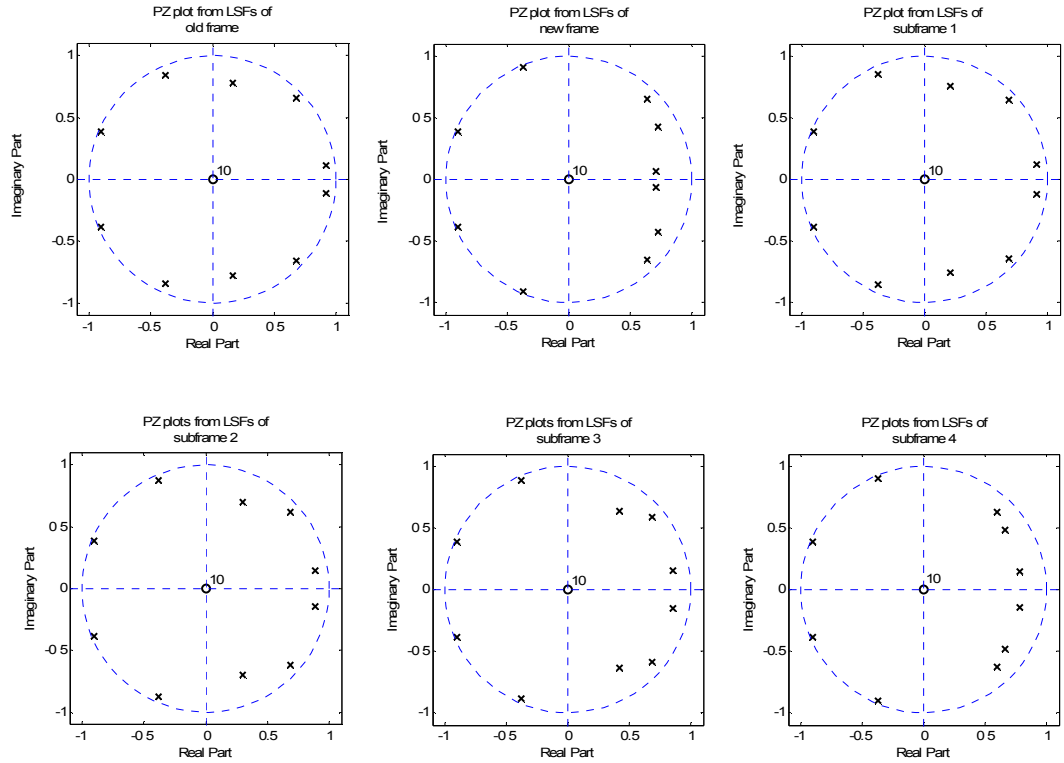 PZ plot from LSFs of
old frame
1
0.5
0
-0.5
-1
Imaginary Part
10
-1 -0.5 0 0.5 1
Real Part
PZ plot from LSFs of
new frame
1
0.5
0
-0.5
-1
Imaginary Part
10
-1 -0.5 0 0.5 1
Real Part
PZ plot from LSFs of
subframe 1
1
0.5
0
-0.5
-1
Imaginary Part
10
-1 -0.5 0 0.5 1
Real Part
PZ plots from LSFs of
subframe 2
1
0.5
0
-0.5
-1
Imaginary Part
10
-1 -0.5 0 0.5 1
Real Part
PZ plots from LSFs of
subframe 3
1
0.5
0
-0.5
-1
Imaginary Part
10
-1 -0.5 0 0.5 1
Real Part
PZ plots from LSFs of
subframe 4
1
0.5
0
-0.5
-1
Imaginary Part
10
-1 -0.5 0 0.5 1
Real Part